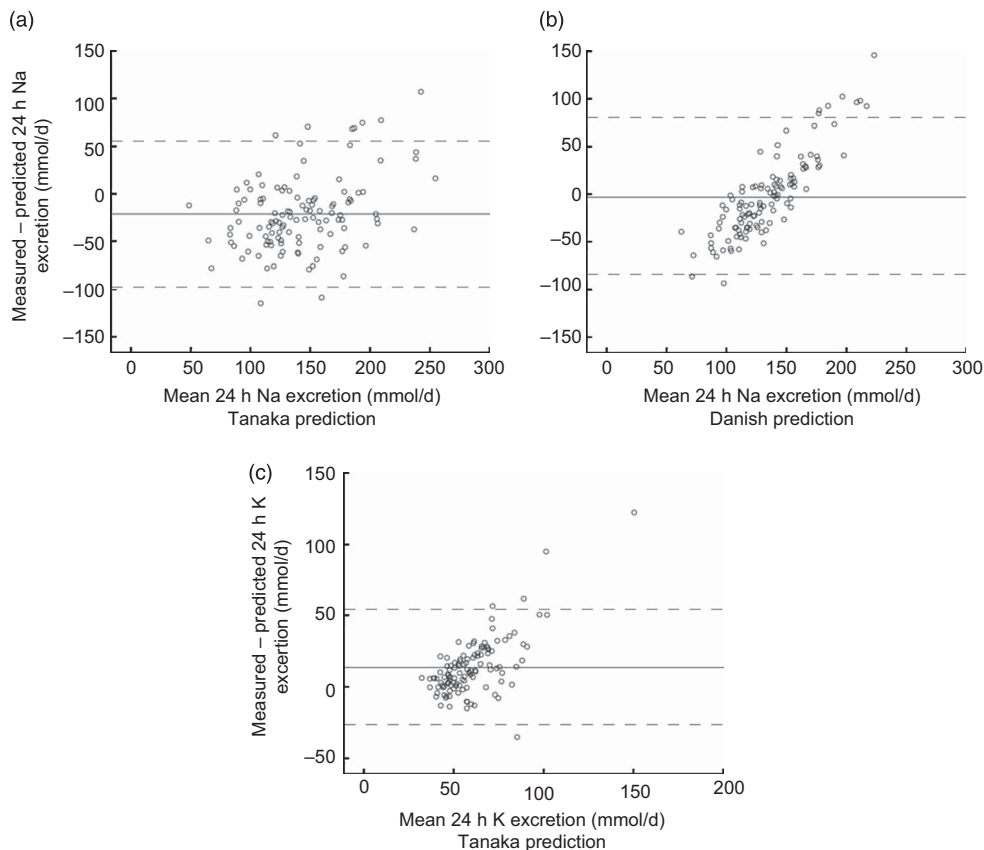 (a)
Measured – predicted 24 h Na
excretion (mmol/d)
150
100
50
0
–50
–100
–150
0 50 100 150 200 250 300
Mean 24 h Na excretion (mmol/d)
Tanaka prediction
(b)
150
100
50
0
–50
–100
–150
0 50 100 150 200 250 300
Mean 24 h Na excretion (mmol/d)
Danish prediction
(c)
Measured – predicted 24 h K
excertion (mmol/d)
150
100
50
0
–50
0 50 100 150 200
Mean 24 h K excretion (mmol/d)
Tanaka prediction